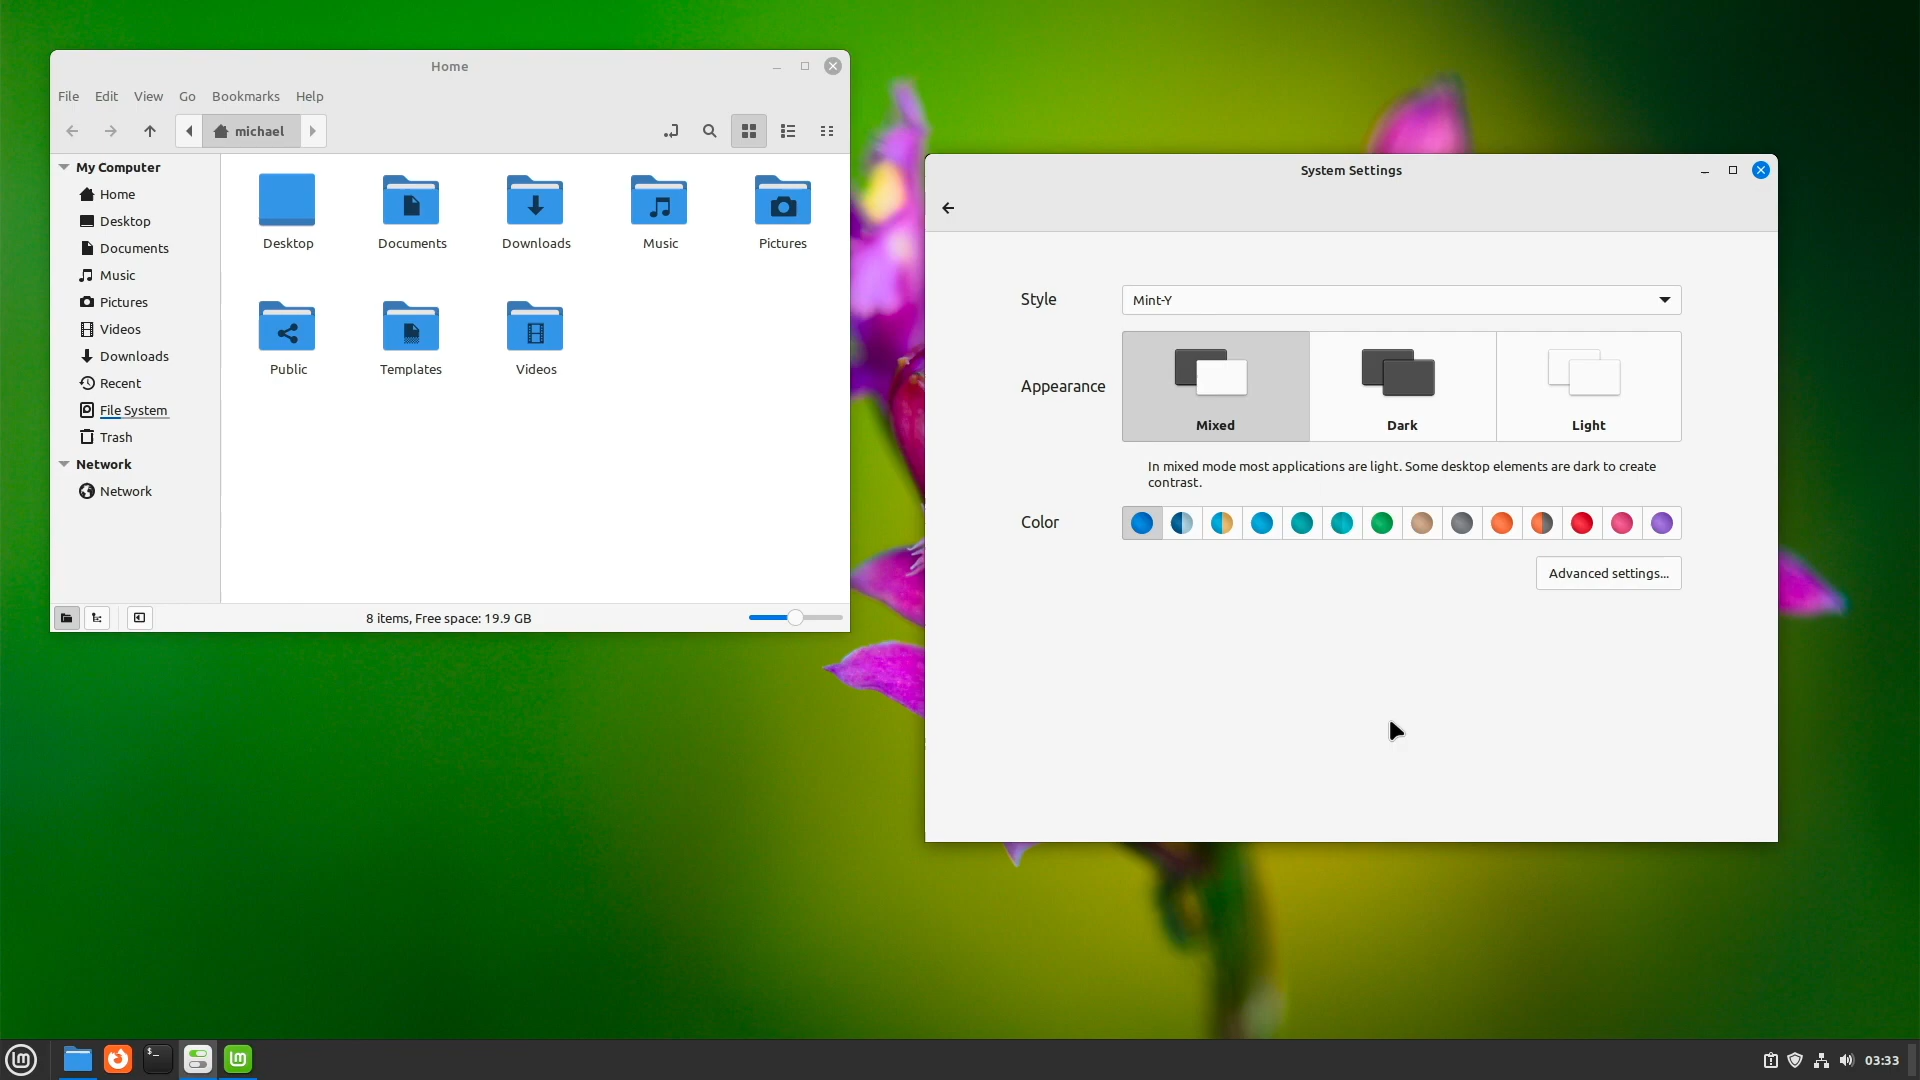 Home
File Edit View Go Bookmarks Help
michael
My Computer
Home
Desktop
Documents
Music
Pictures
Videos
Downloads
Recent
File System
Trash
Network
Network
Desktop Documents Downloads Music Pictures
Public Templates Videos
8 items, Free space: 19.9 GB
System Settings
Style Mint-Y
Appearance
Mixed Dark Light
In mixed mode most applications are light. Some desktop elements are dark to create
contrast.
Color
Advanced settings...
03:33